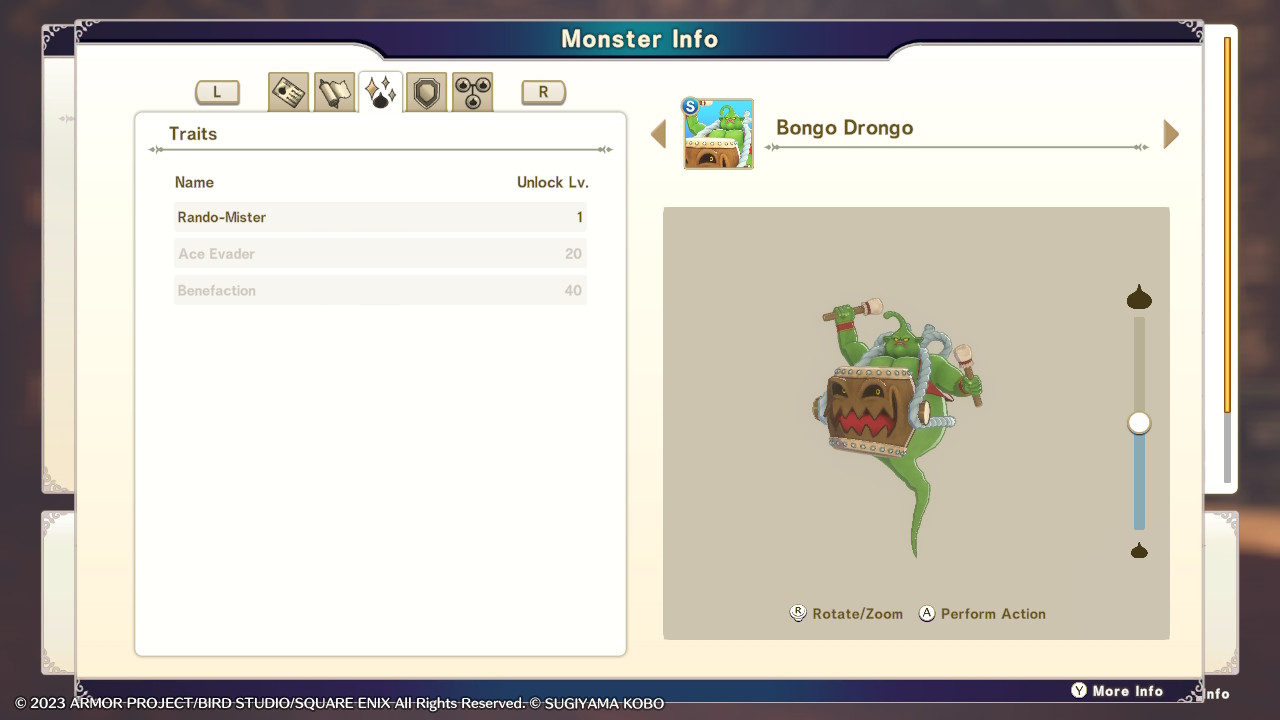 Monster Info
L
R
Traits
Name Unlock Lv.
Rando-Mister 1
Ace Evader 20
Benefaction 40
S
Bongo Drongo
R Rotate/Zoom A Perform Action
Y More Info
nfo
© 2023 ARMOR PROJECT/BIRD STUDIO/SQUARE ENIX All Rights Reserved. © SUGIYAMA KOBO